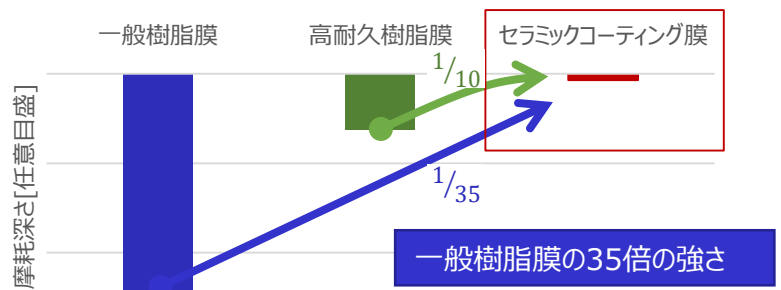 一般樹脂膜
高耐久樹脂膜
セラミックコーティング膜
1/10
1/35
摩耗深さ[任意目盛]
一般樹脂膜の35倍の強さ